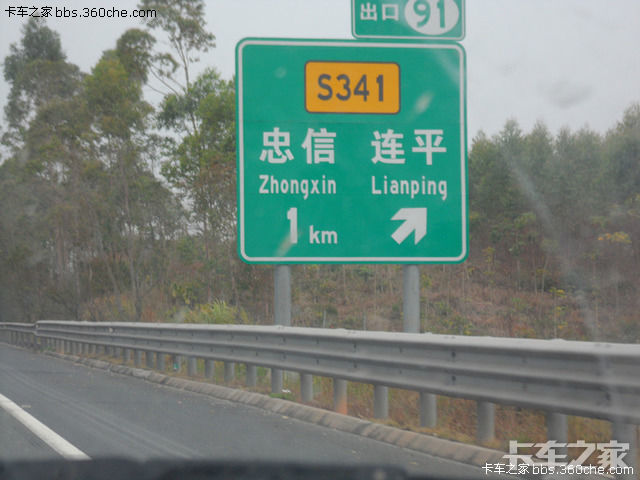 卡车之家 bbs.360che.com
出口 91
S341
忠信 连平
Zhongxin Lianping
1 km
卡车之家
卡车之家 bbs.360che.com